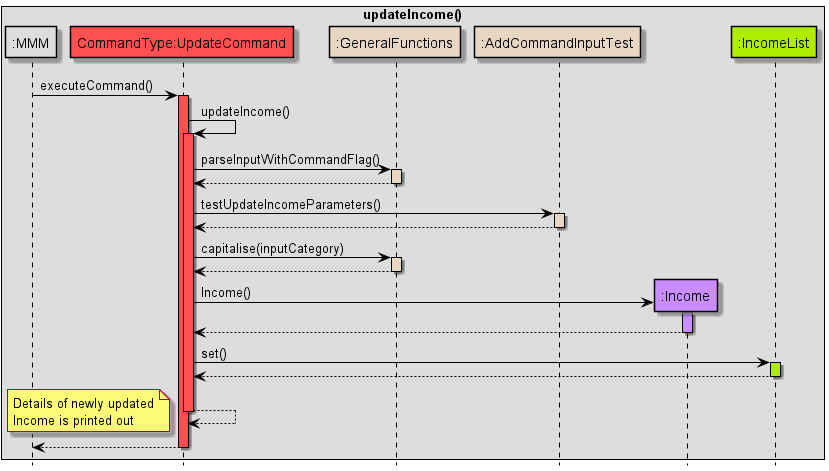 updateIncome()
:MMM
CommandType:UpdateCommand
:GeneralFunctions
:AddCommandInputTest
:IncomeList
executeCommand()
updateIncome()
parseInputWithCommandFlag()
testUpdateIncomeParameters()
capitalise(inputCategory)
Income()
:Income
set()
Details of newly updated
Income is printed out